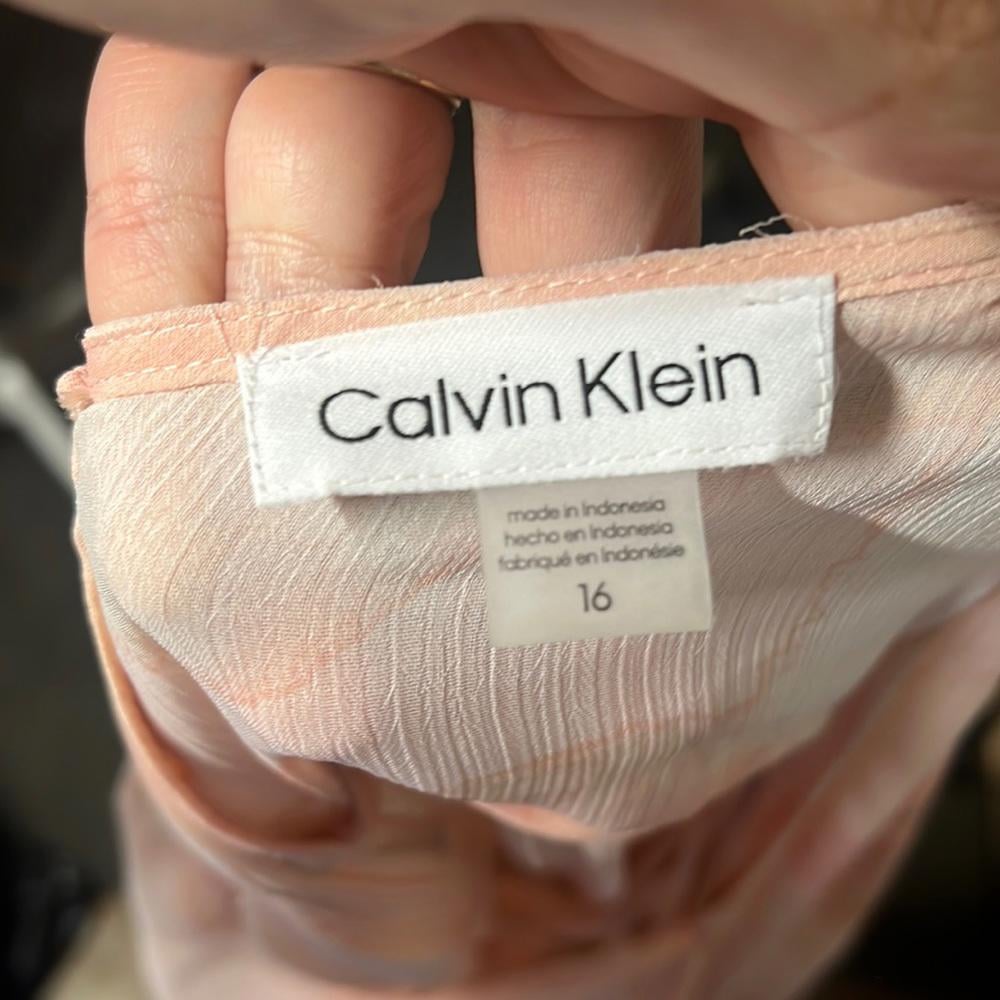 Calvin Klein
made in Indonesia
hecho en Indonesia
fabriqué en Indonésie
16